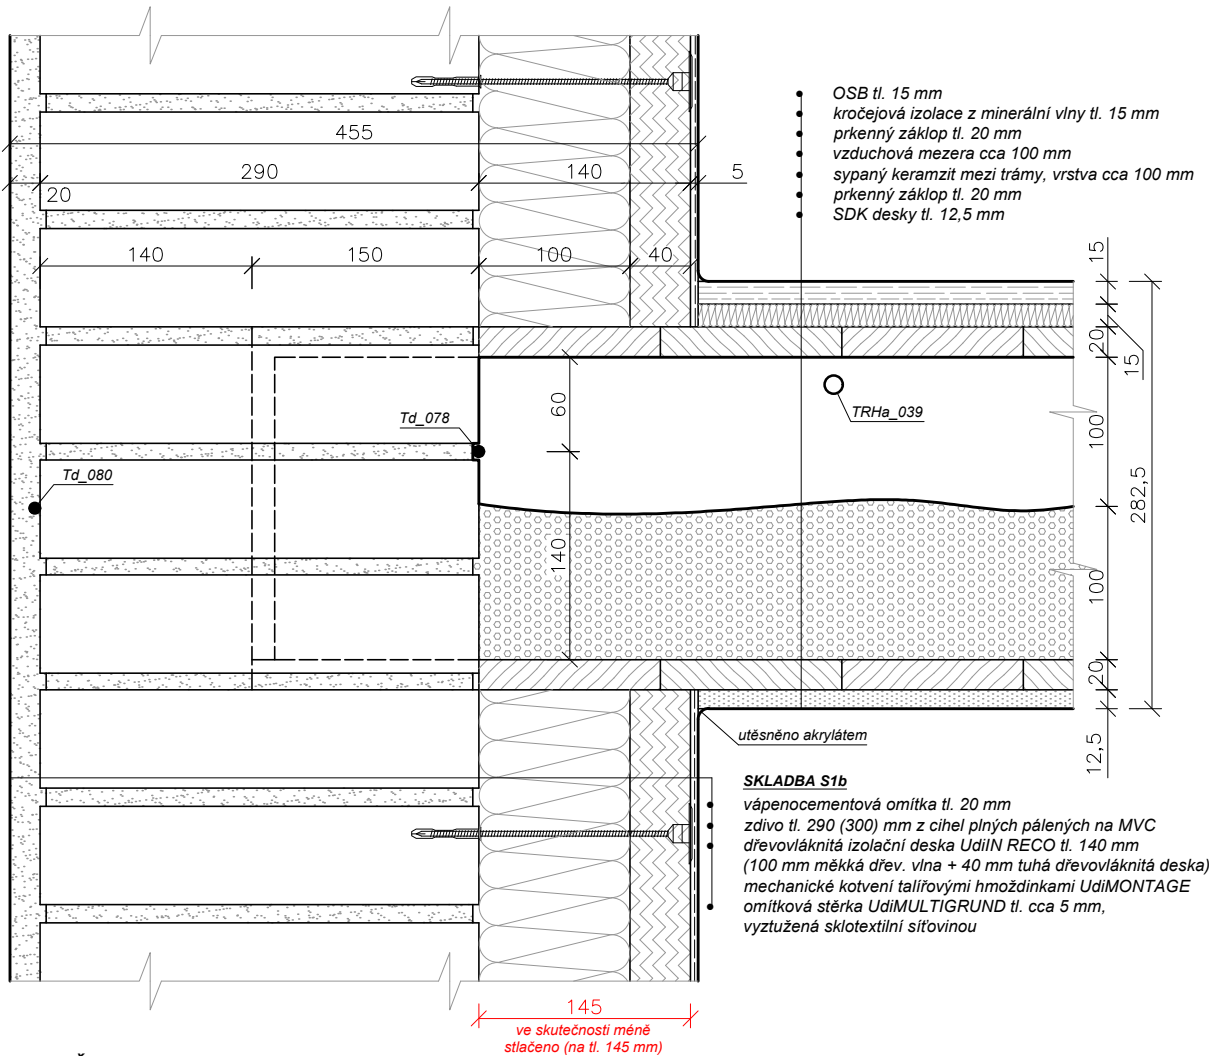 OSB tl. 15 mm
kročejová izolace z minerální vlny tl. 15 mm
prkenný záklop tl. 20 mm
vzduchová mezera cca 100 mm
sypaný keramzit mezi trámy, vrstva cca 100 mm
prkenný záklop tl. 20 mm
SDK desky tl. 12,5 mm
455
290
140
5
20
140
150
100
40
15
20
15
60
TRHa_039
Td_078
100
Td_080
282,5
140
100
20
utěsněno akrylátem
12,5
SKLADBA S1b
vápenocementová omítka tl. 20 mm
zdivo tl. 290 (300) mm z cihel plných pálených na MVC
dřevovláknitá izolační deska UdiIN RECO tl. 140 mm
(100 mm měkká dřev. vlna + 40 mm tuhá dřevovláknitá deska)
mechanické kotvení talířovými hmoždinkami UdiMONTAGE
omítková stěrka UdiMULTIGRUND tl. cca 5 mm,
vyztužená sklotextilní síťovinou
145
ve skutečnosti méně
stlačeno (na tl. 145 mm)